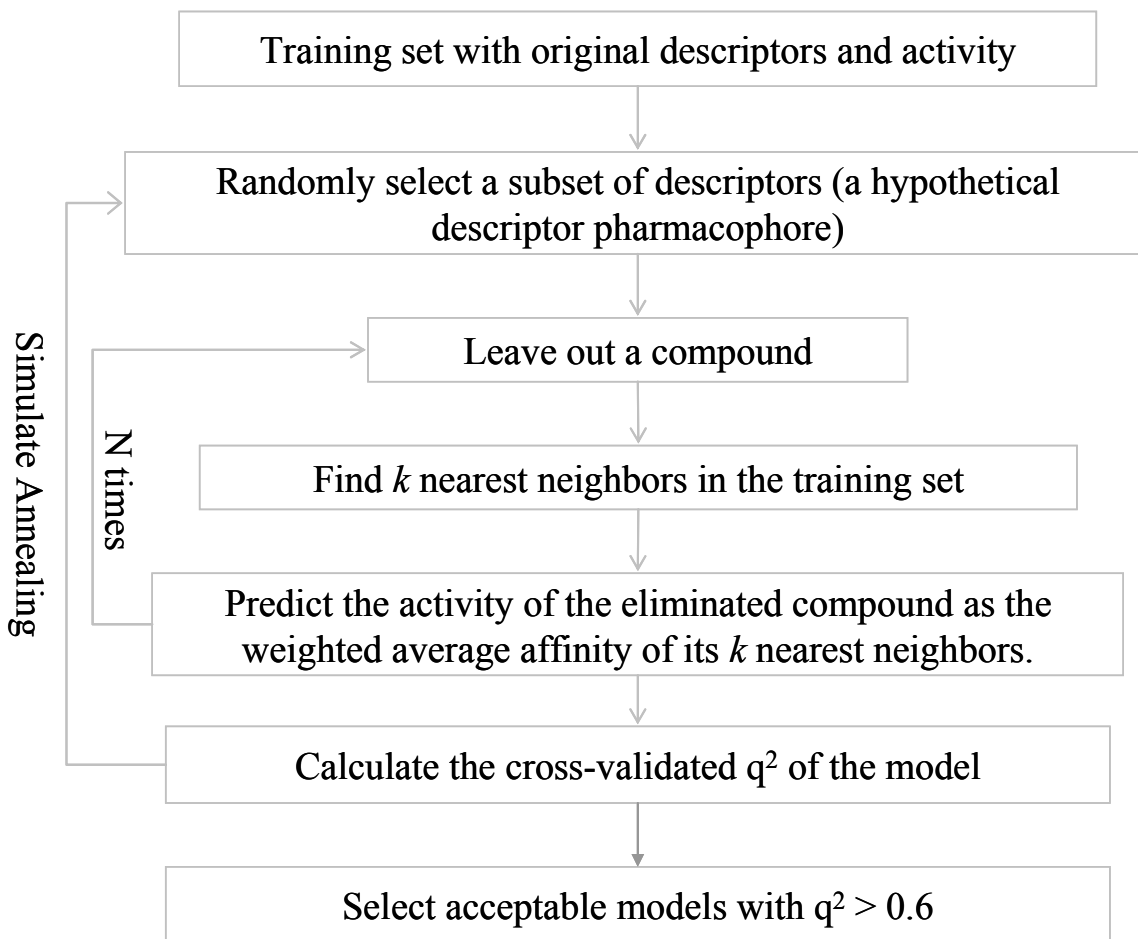 Training set with original descriptors and activity
Randomly select a subset of descriptors (a hypothetical
descriptor pharmacophore)
Leave out a compound
Find k nearest neighbors in the training set
Predict the activity of the eliminated compound as the
weighted average affinity of its k nearest neighbors.
Calculate the cross-validated q² of the model
Select acceptable models with q² > 0.6
Simulate Annealing
N times